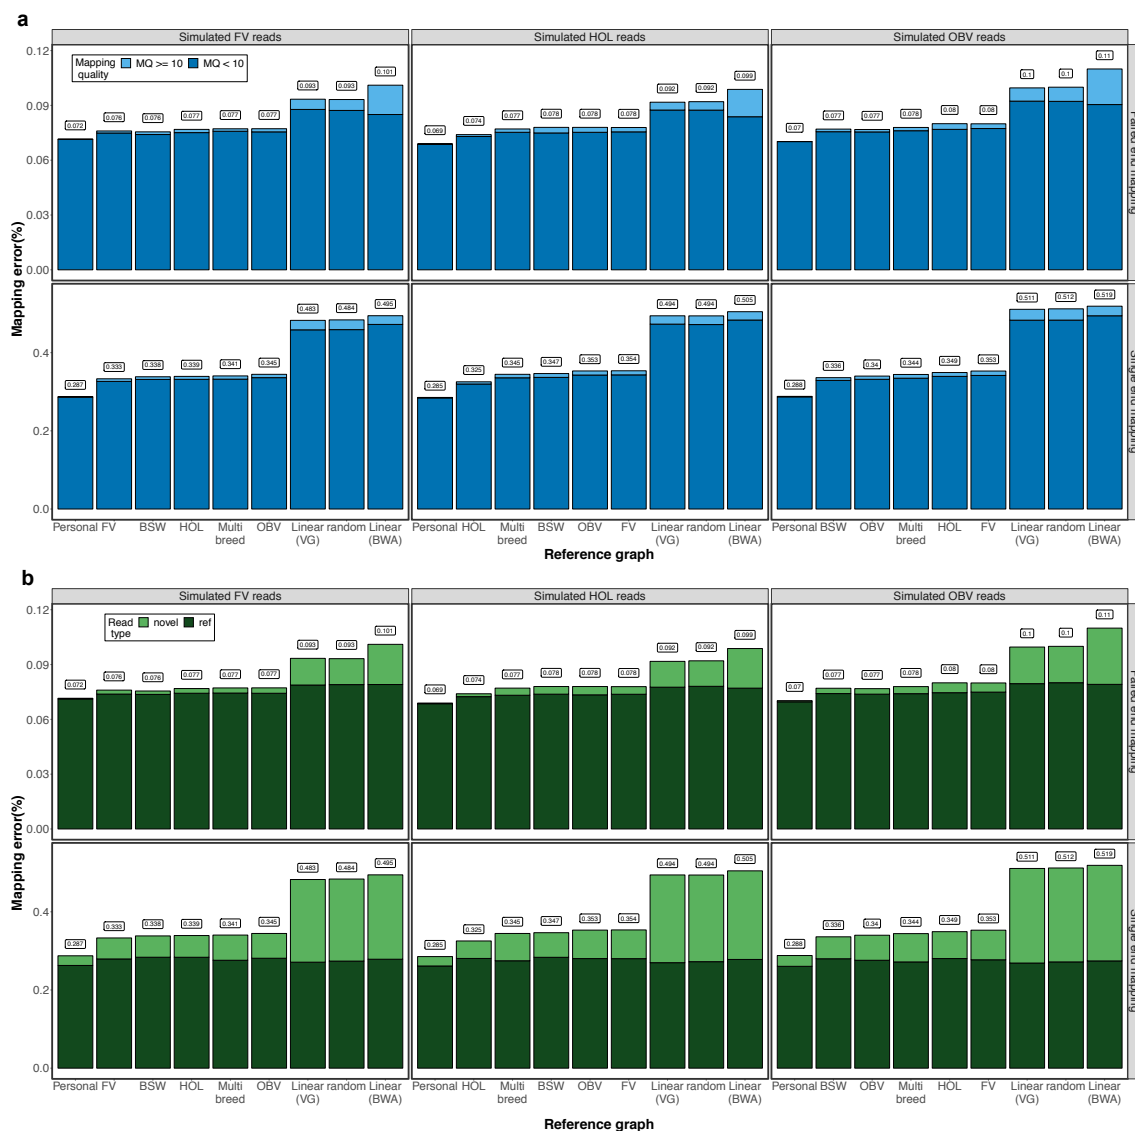 a
Simulated FV reads
Simulated HOL reads
Simulated OBV reads
Mapping quality MQ >= 10 MQ < 10
Mapping error(%)
0.12
0.09
0.06
0.03
0.00
0.072 0.076 0.076 0.077 0.077 0.077 0.093 0.093 0.101
0.069 0.074 0.077 0.078 0.078 0.078 0.092 0.092 0.099
0.07 0.077 0.077 0.078 0.08 0.08 0.1 0.1 0.11
Paired end mapping
0.4
0.2
0.0
0.287 0.333 0.338 0.339 0.341 0.345 0.483 0.484 0.495
0.285 0.325 0.345 0.347 0.353 0.354 0.494 0.494 0.505
0.288 0.336 0.34 0.344 0.349 0.353 0.511 0.512 0.519
Single end mapping
Personal FV BSW HOL Multi breed OBV Linear (VG) random Linear (BWA)
Personal HOL Multi breed BSW OBV FV Linear (VG) random Linear (BWA)
Personal BSW OBV Multi breed HOL FV Linear (VG) random Linear (BWA)
Reference graph
b
Simulated FV reads
Simulated HOL reads
Simulated OBV reads
Read type novel ref
Mapping error(%)
0.12
0.09
0.06
0.03
0.00
0.072 0.076 0.076 0.077 0.077 0.077 0.093 0.093 0.101
0.069 0.074 0.077 0.078 0.078 0.078 0.092 0.092 0.099
0.07 0.077 0.077 0.078 0.08 0.08 0.1 0.1 0.11
Paired end mapping
0.4
0.2
0.0
0.287 0.333 0.338 0.339 0.341 0.345 0.483 0.484 0.495
0.285 0.325 0.345 0.347 0.353 0.354 0.494 0.494 0.505
0.288 0.336 0.34 0.344 0.349 0.353 0.511 0.512 0.519
Single end mapping
Personal FV BSW HOL Multi breed OBV Linear (VG) random Linear (BWA)
Personal HOL Multi breed BSW OBV FV Linear (VG) random Linear (BWA)
Personal BSW OBV Multi breed HOL FV Linear (VG) random Linear (BWA)
Reference graph